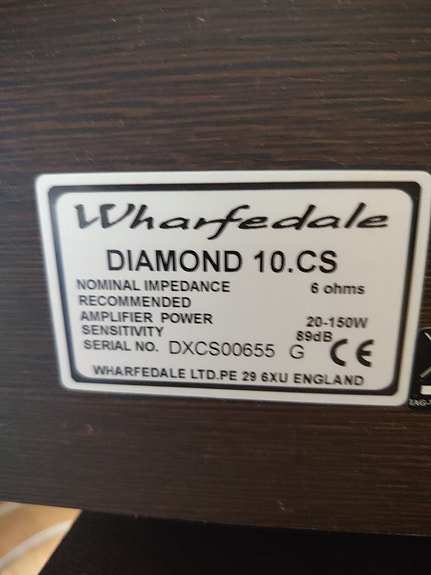 Wharfedale
DIAMOND 10.CS
NOMINAL IMPEDANCE 6 ohms
RECOMMENDED
AMPLIFIER POWER 20-150W
SENSITIVITY 89dB
SERIAL NO. DXCS00655 G CE
WHARFEDALE LTD.PE 29 6XU ENGLAND